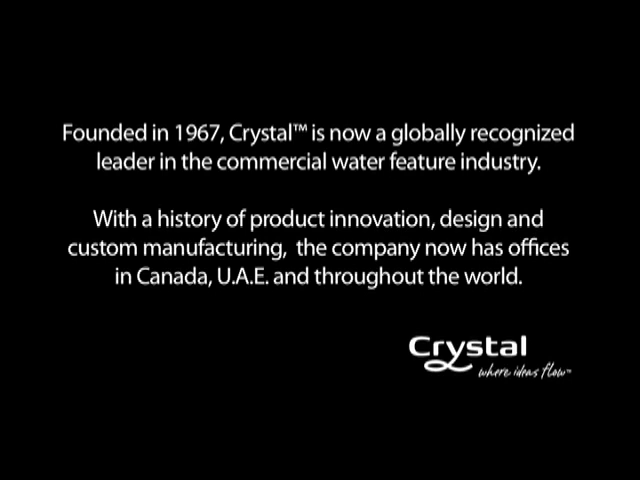 Founded in 1967, Crystal™ is now a globally recognized
leader in the commercial water feature industry.
With a history of product innovation, design and
custom manufacturing,  the company now has offices
in Canada, U.A.E. and throughout the world.
Crystal
where ideas flow™